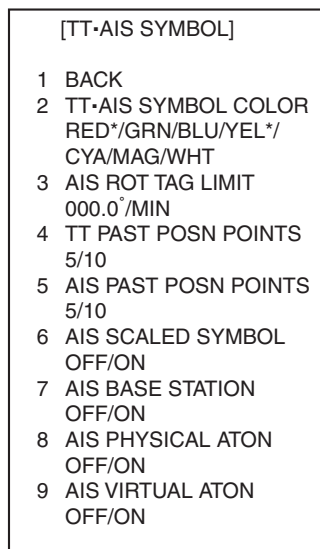 [TT•AIS SYMBOL]
1 BACK
2 TT•AIS SYMBOL COLOR
RED*/GRN/BLU/YEL*/
CYA/MAG/WHT
3 AIS ROT TAG LIMIT
000.0°/MIN
4 TT PAST POSN POINTS
5/10
5 AIS PAST POSN POINTS
5/10
6 AIS SCALED SYMBOL
OFF/ON
7 AIS BASE STATION
OFF/ON
8 AIS PHYSICAL ATON
OFF/ON
9 AIS VIRTUAL ATON
OFF/ON